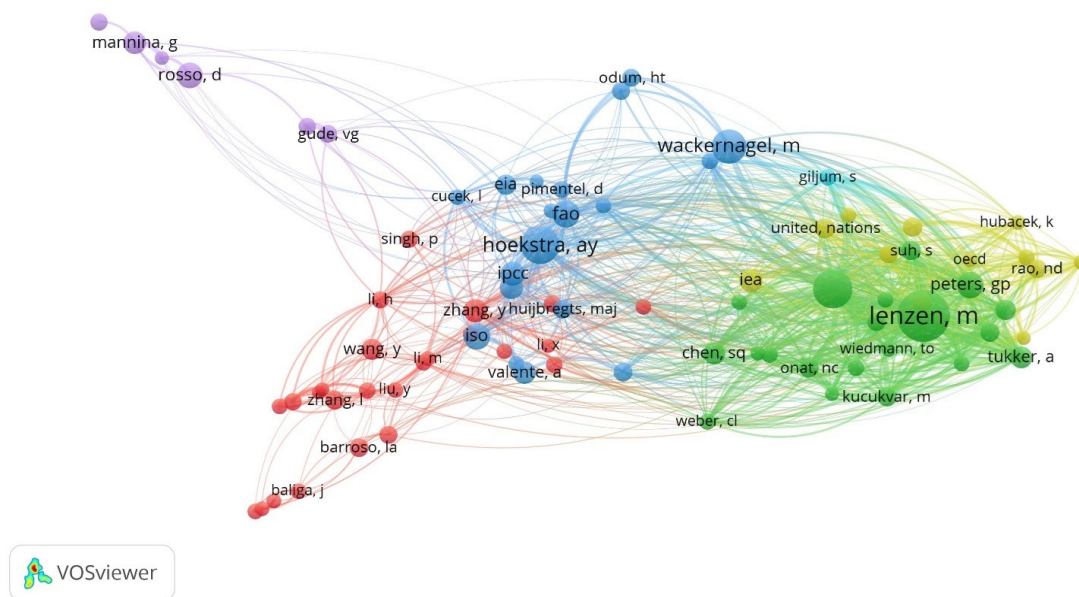 mannina, g
rosso, d
gude, vg
odum, ht
wackernagel, m
giljum, s
cucek, l
eia
pimentel, d
fao
united, nations
hubacek, k
singh, p
hoekstra, ay
suh, s
oecd
rao, nd
ipcc
iea
peters, gp
li, h
zhang, y
huijbregts, maj
lenzen, m
iso
wang, y
li, x
li, m
chen, sq
wiedmann, to
tukker, a
valente, a
onat, nc
liu, y
zhang, l
kucukvar, m
weber, cl
barroso, la
baliga, j
VOSviewer